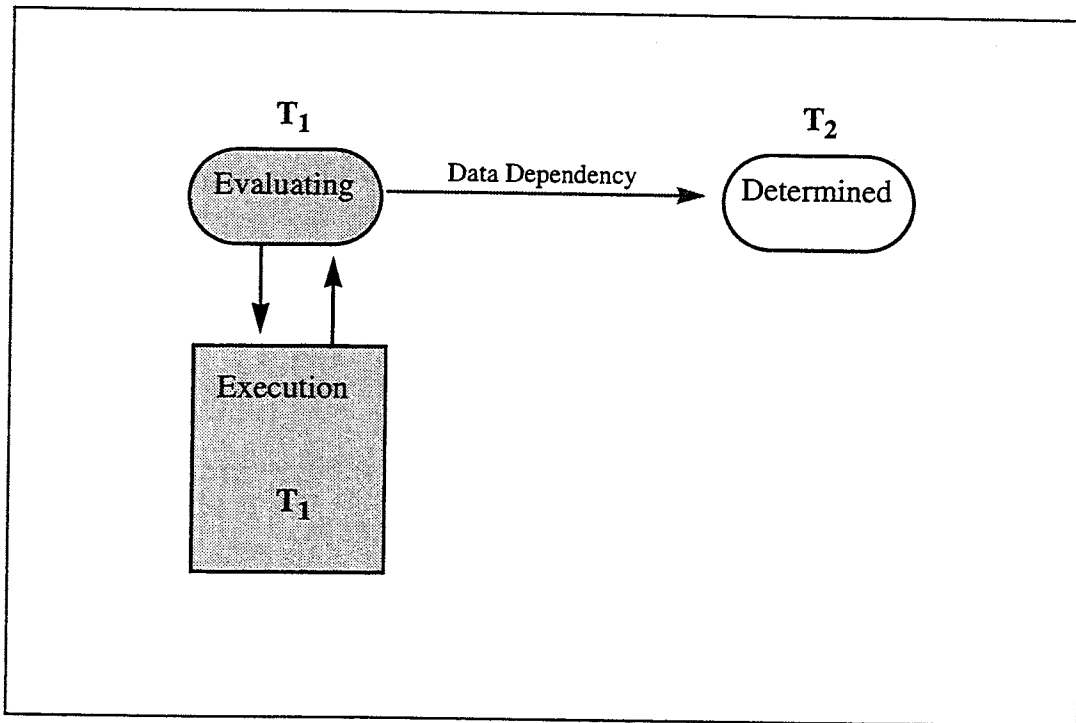 T₁
T₂
Evaluating
Data Dependency
Determined
Execution
T₁